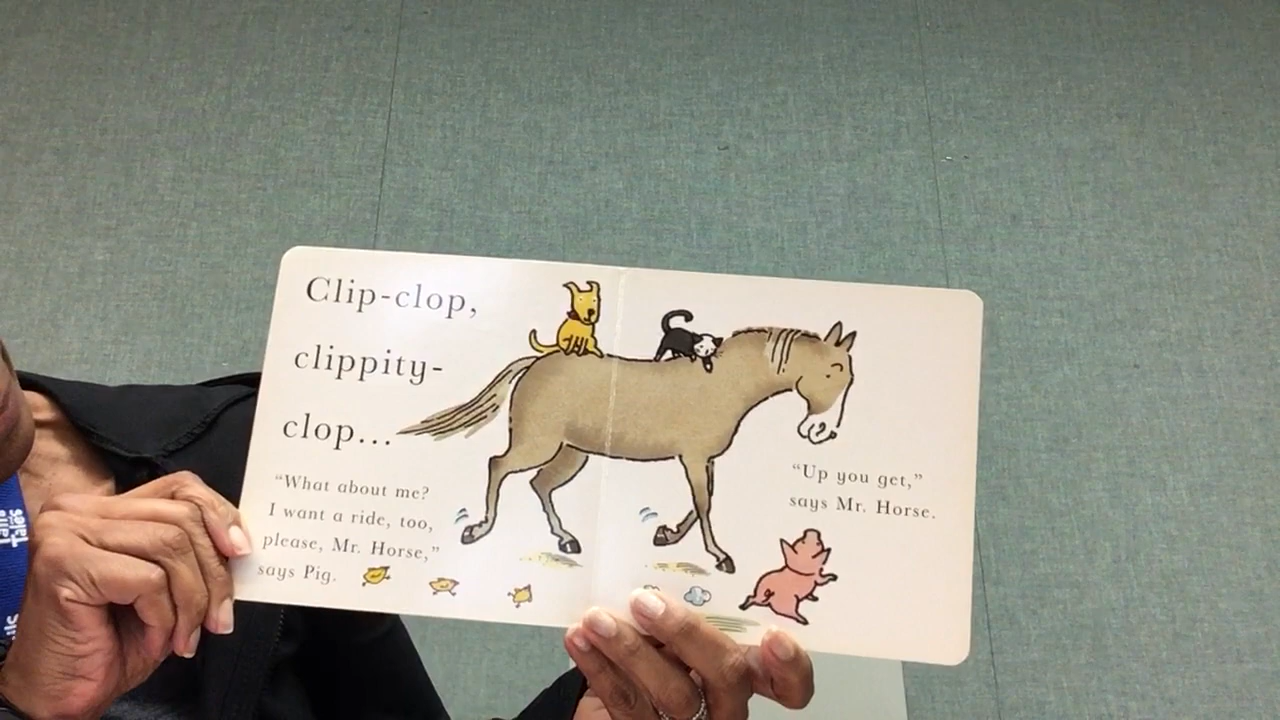 Clip-clop,
clippity-
clop...
"What about me?
I want a ride, too,
please, Mr. Horse,"
says Pig.
"Up you get,"
says Mr. Horse.
Tales